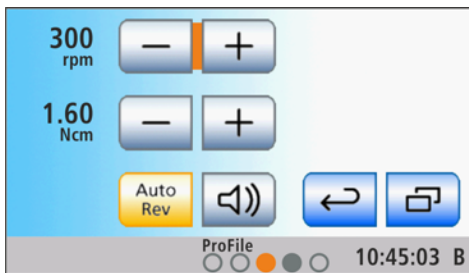 300
rpm
− +
1.60
Ncm
− +
Auto
Rev
ProFile
10:45:03 B